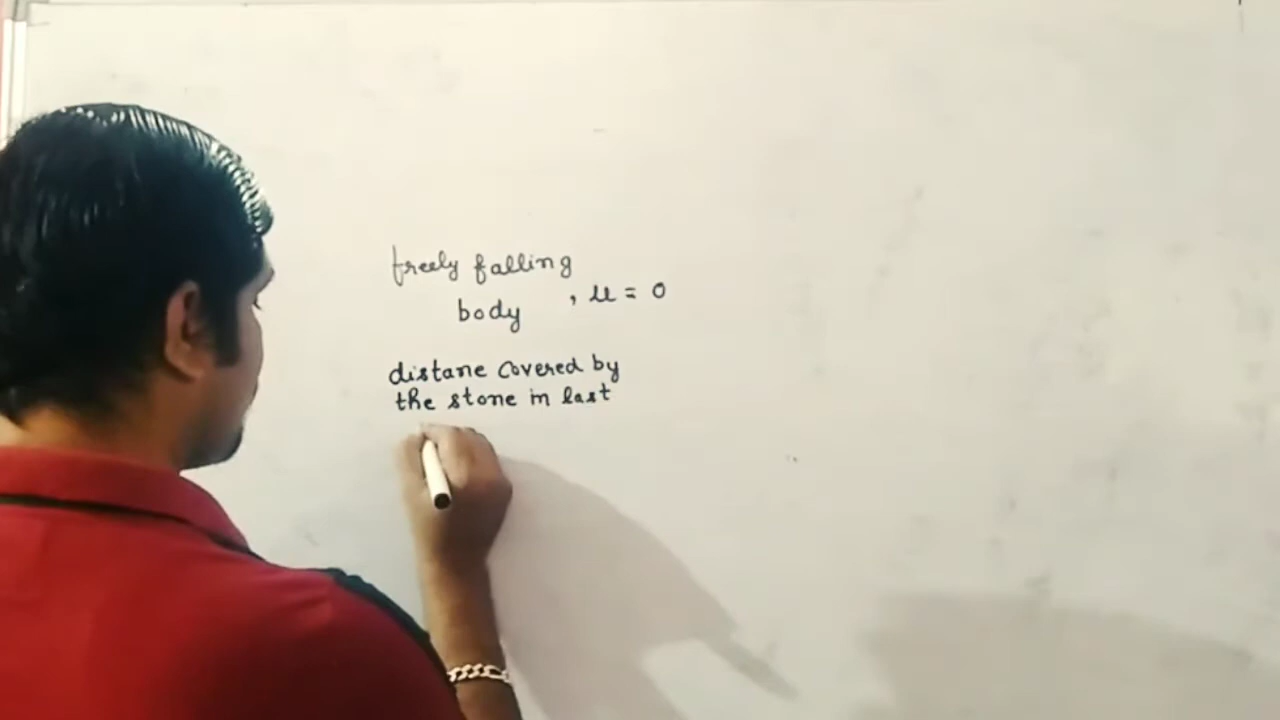 freely falling
body , u = 0
distane covered by
the stone in last